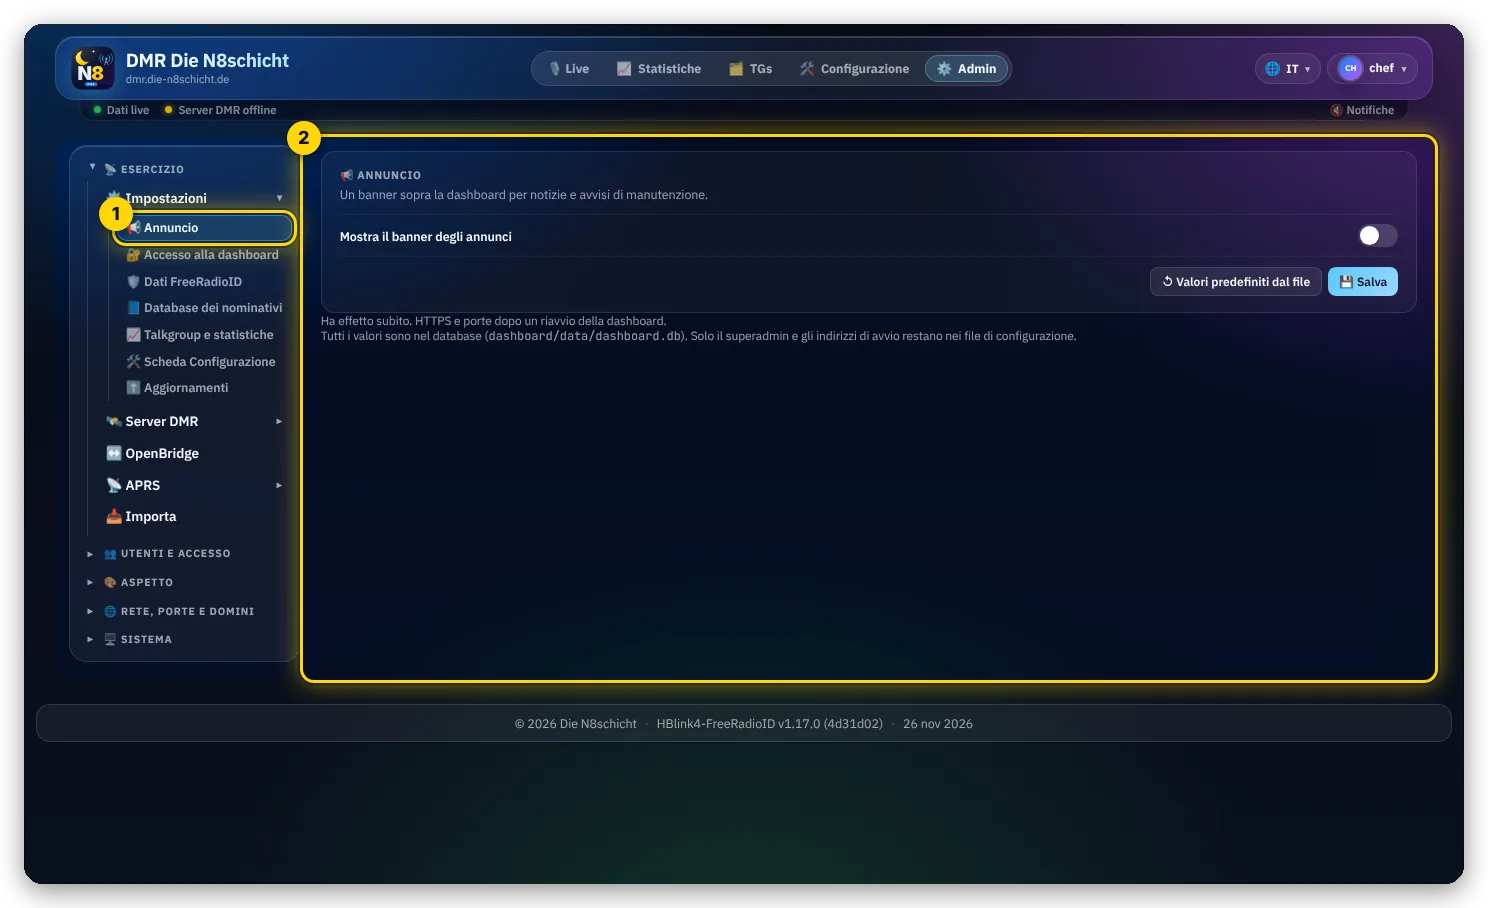 N8
DMR Die N8schicht
dmr.die-n8schicht.de
Live
Statistiche
TGs
Configurazione
Admin
IT
CH
chef
Dati live
Server DMR offline
Notifiche
ESERCIZIO
Impostazioni
1
Annuncio
Accesso alla dashboard
Dati FreeRadioID
Database dei nominativi
Talkgroup e statistiche
Scheda Configurazione
Aggiornamenti
Server DMR
OpenBridge
APRS
Importa
UTENTI E ACCESSO
ASPETTO
RETE, PORTE E DOMINI
SISTEMA
2
ANNUNCIO
Un banner sopra la dashboard per notizie e avvisi di manutenzione.
Mostra il banner degli annunci
Valori predefiniti dal file
Salva
Ha effetto subito. HTTPS e porte dopo un riavvio della dashboard.
Tutti i valori sono nel database (dashboard/data/dashboard.db). Solo il superadmin e gli indirizzi di avvio restano nei file di configurazione.
© 2026 Die N8schicht · HBlink4-FreeRadioID v1.17.0 (4d31d02) · 26 nov 2026